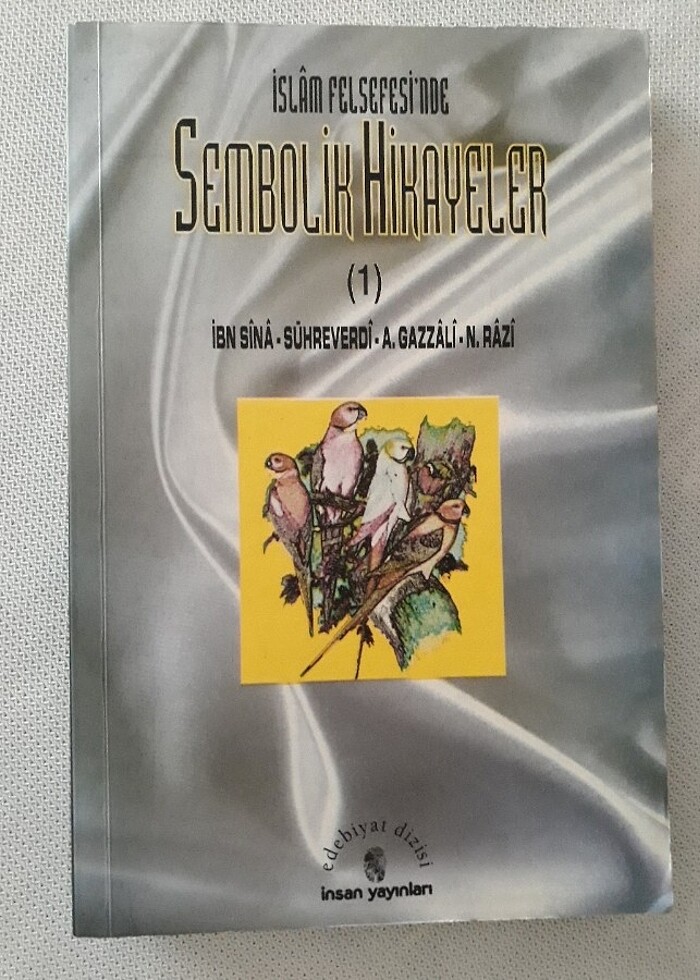 İSLÂM FELSEFESİ'NDE
SEMBOLİK HİKAYELER
(1)
İBN SÎNÂ - SÜHREVERDÎ - A. GAZZÂLÎ - N. RÂZÎ
edebiyat dizisi
insan yayınları